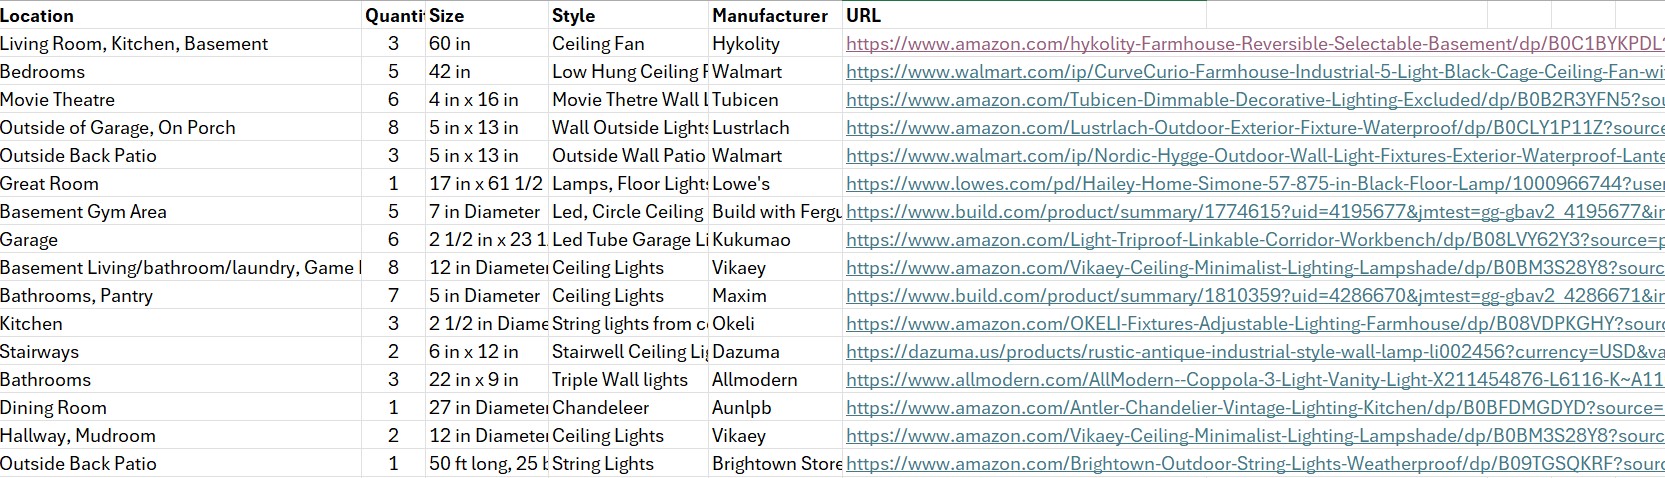 Location Quanti Size Style Manufacturer URL
Living Room, Kitchen, Basement 3 60 in Ceiling Fan Hykolity https://www.amazon.com/hykolity-Farmhouse-Reversible-Selectable-Basement/dp/B0C1BYKPDL?
Bedrooms 5 42 in Low Hung Ceiling F Walmart https://www.walmart.com/ip/CurveCurio-Farmhouse-Industrial-5-Light-Black-Cage-Ceiling-Fan-wi
Movie Theatre 6 4 in x 16 in Movie Thetre Wall L Tubicen https://www.amazon.com/Tubicen-Dimmable-Decorative-Lighting-Excluded/dp/B0B2R3YFN5?sou
Outside of Garage, On Porch 8 5 in x 13 in Wall Outside Lights Lustrlach https://www.amazon.com/Lustrlach-Outdoor-Exterior-Fixture-Waterproof/dp/B0CLY1P11Z?source
Outside Back Patio 3 5 in x 13 in Outside Wall Patio Walmart https://www.walmart.com/ip/Nordic-Hygge-Outdoor-Wall-Light-Fixtures-Exterior-Waterproof-Lante
Great Room 1 17 in x 61 1/2 Lamps, Floor Lights Lowe's https://www.lowes.com/pd/Hailey-Home-Simone-57-875-in-Black-Floor-Lamp/1000966744?user
Basement Gym Area 5 7 in Diameter Led, Circle Ceiling Build with Fergu https://www.build.com/product/summary/1774615?uid=4195677&jmtest=gg-gbav2_4195677&in
Garage 6 2 1/2 in x 23 1 Led Tube Garage Li Kukumao https://www.amazon.com/Light-Triproof-Linkable-Corridor-Workbench/dp/B08LVY62Y3?source=p
Basement Living/bathroom/laundry, Game 8 12 in Diameter Ceiling Lights Vikaey https://www.amazon.com/Vikaey-Ceiling-Minimalist-Lighting-Lampshade/dp/B0BM3S28Y8?sourc
Bathrooms, Pantry 7 5 in Diameter Ceiling Lights Maxim https://www.build.com/product/summary/1810359?uid=4286670&jmtest=gg-gbav2_4286671&in
Kitchen 3 2 1/2 in Diame String lights from c Okeli https://www.amazon.com/OKELI-Fixtures-Adjustable-Lighting-Farmhouse/dp/B08VDPKGHY?sourc
Stairways 2 6 in x 12 in Stairwell Ceiling Lig Dazuma https://dazuma.us/products/rustic-antique-industrial-style-wall-lamp-li002456?currency=USD&va
Bathrooms 3 22 in x 9 in Triple Wall lights Allmodern https://www.allmodern.com/AllModern--Coppola-3-Light-Vanity-Light-X211454876-L6116-K~A11
Dining Room 1 27 in Diameter Chandeleer Aunlpb https://www.amazon.com/Antler-Chandelier-Vintage-Lighting-Kitchen/dp/B0BFDMGDYD?source=
Hallway, Mudroom 2 12 in Diameter Ceiling Lights Vikaey https://www.amazon.com/Vikaey-Ceiling-Minimalist-Lighting-Lampshade/dp/B0BM3S28Y8?sourc
Outside Back Patio 1 50 ft long, 25 b String Lights Brightown Store https://www.amazon.com/Brightown-Outdoor-String-Lights-Weatherproof/dp/B09TGSQKRF?sourc